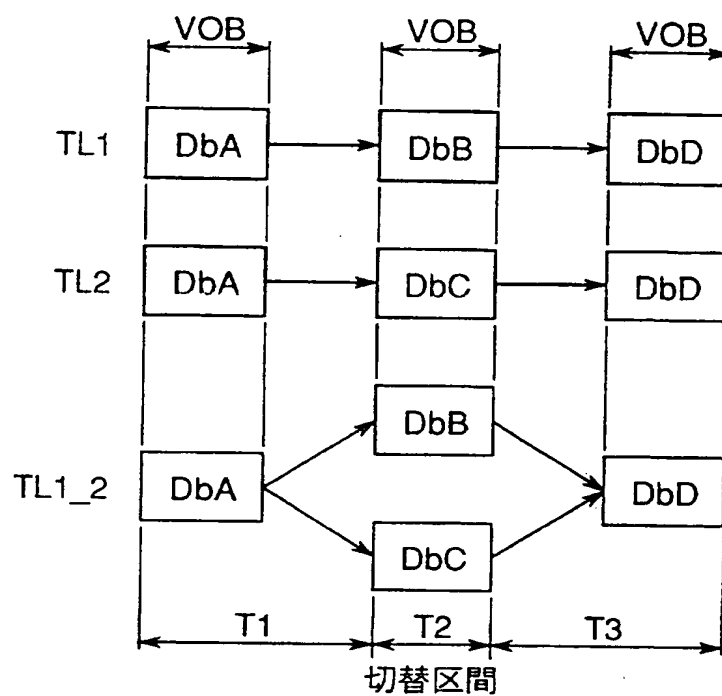 VOB VOB VOB
TL1 DbA DbB DbD
TL2 DbA DbC DbD
DbB
TL1_2 DbA DbD
DbC
T1 T2 T3
切替区間